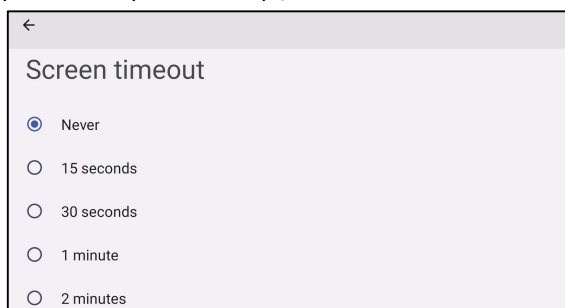 Screen timeout
Never
15 seconds
30 seconds
1 minute
2 minutes